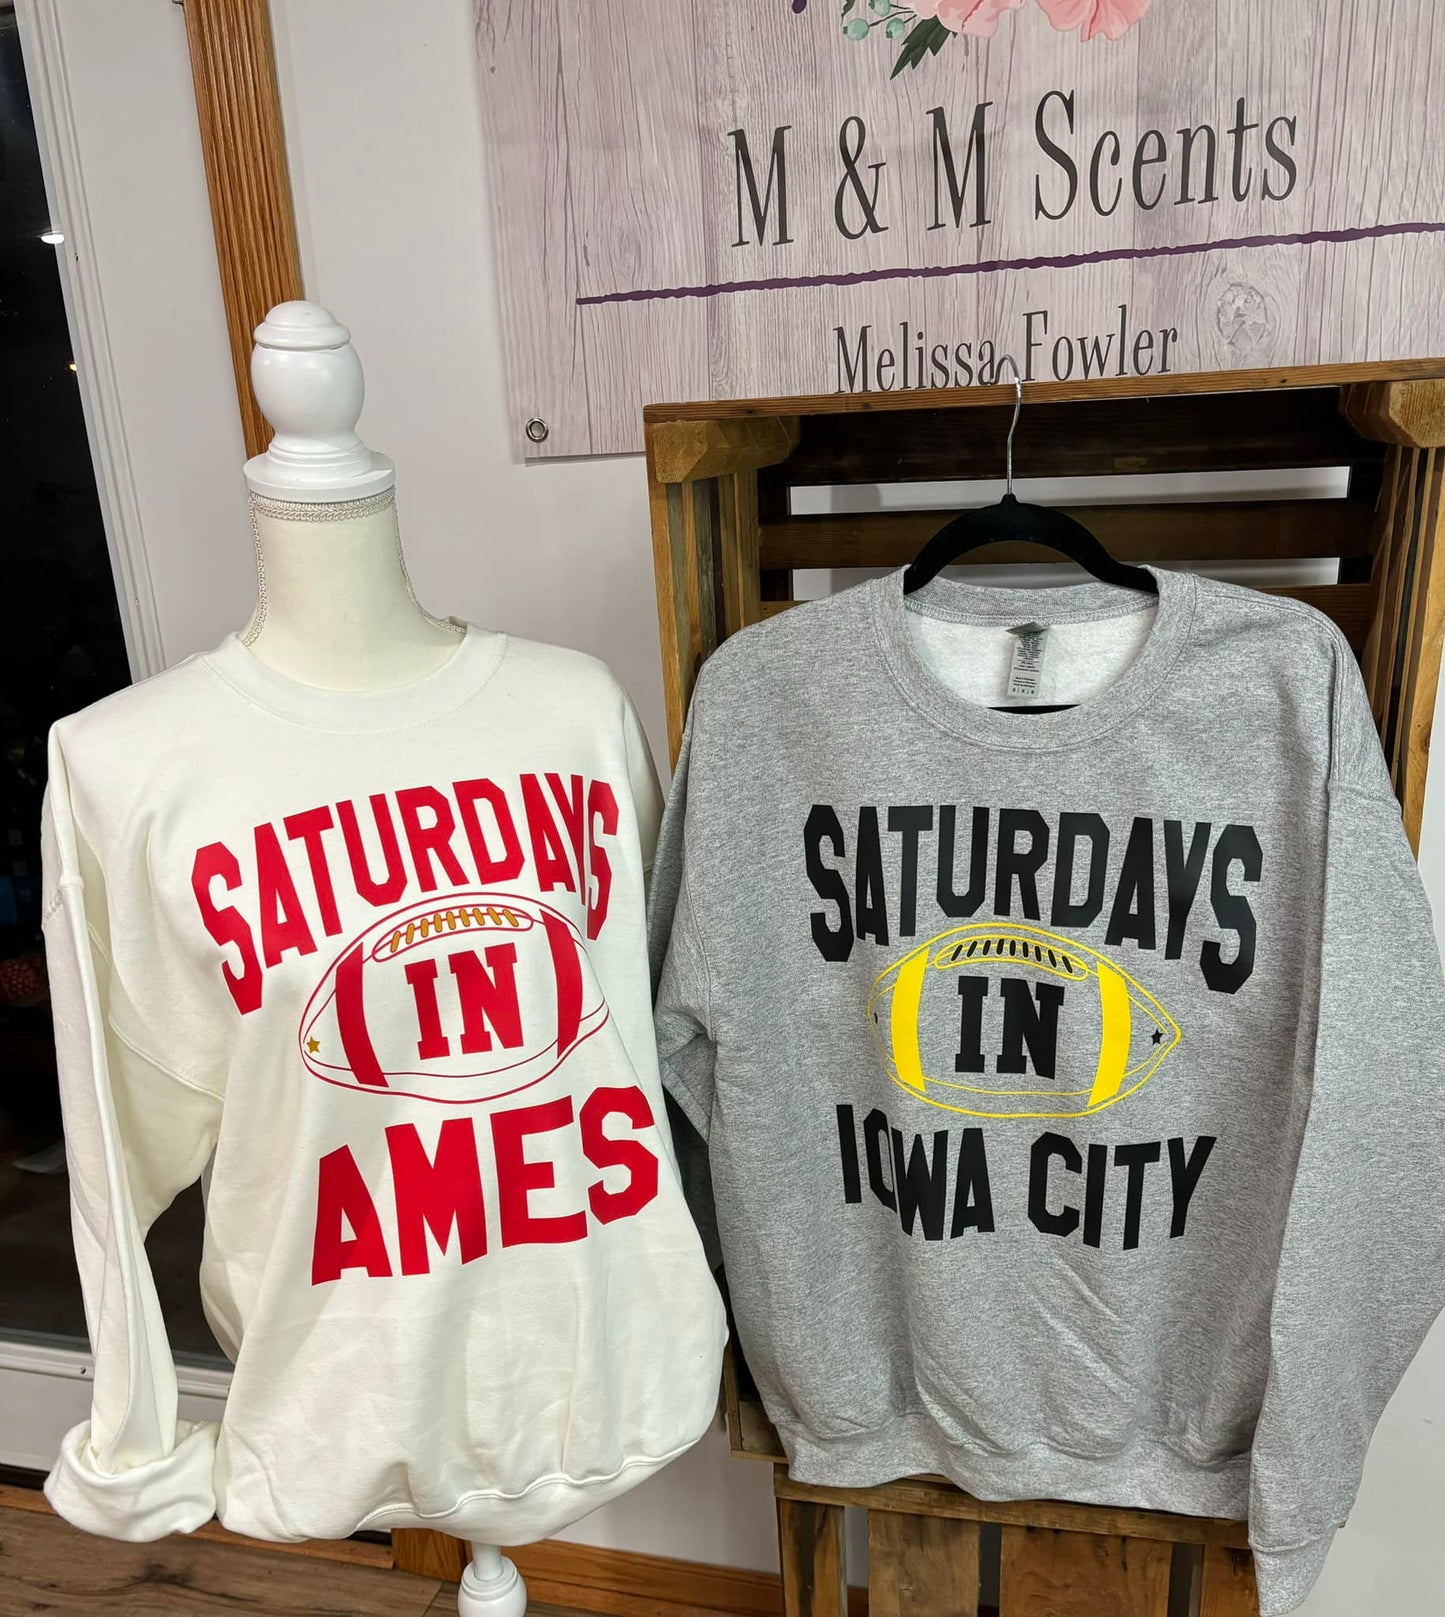 M & M Scents
Melissa Fowler
SATURDAYS
IN
AMES
SATURDAYS
IN
IOWA CITY